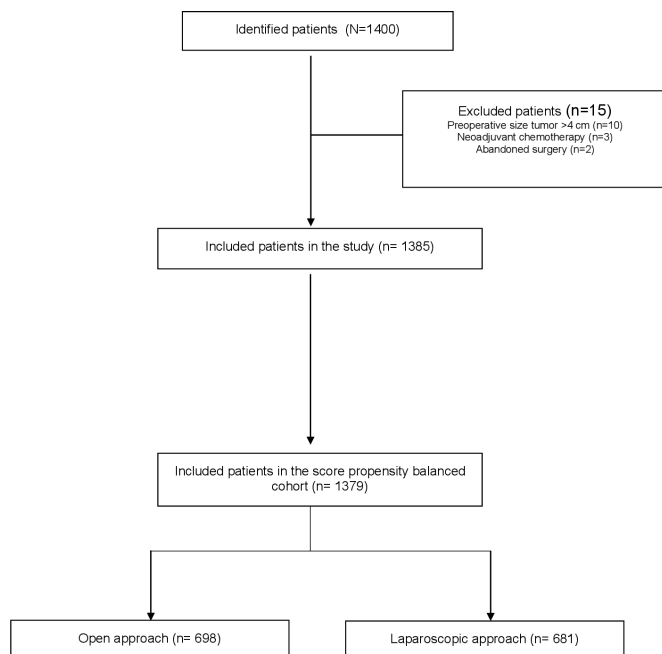 Identified patients (N=1400)
Excluded patients (n=15)
Preoperative size tumor >4 cm (n=10)
Neoadjuvant chemotherapy (n=3)
Abandoned surgery (n=2)
Included patients in the study (n= 1385)
Included patients in the score propensity balanced
cohort (n= 1379)
Open approach (n= 698)
Laparoscopic approach (n= 681)